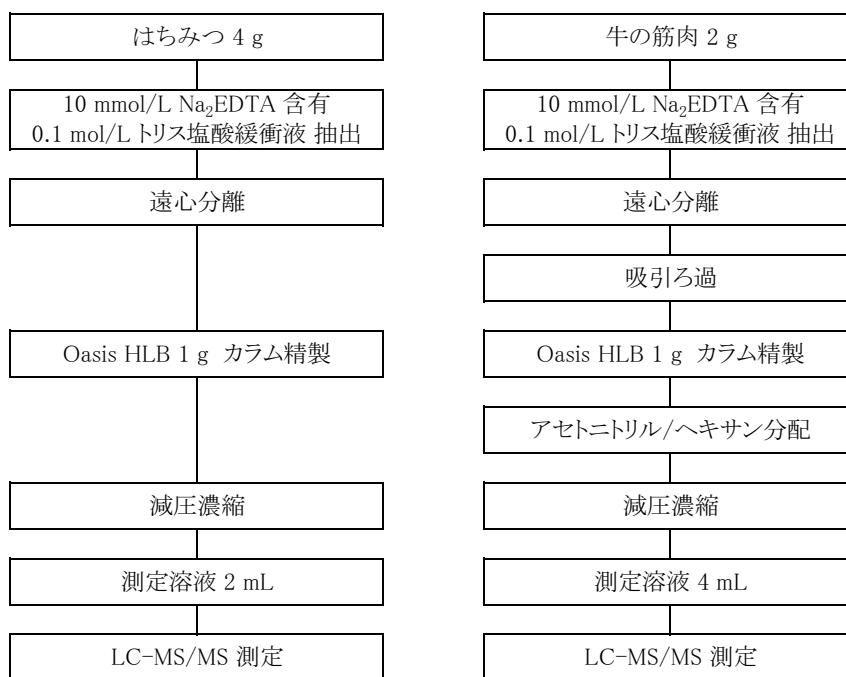 はちみつ 4 g
10 mmol/L Na₂EDTA 含有
0.1 mol/L トリス塩酸緩衝液 抽出
遠心分離
Oasis HLB 1 g カラム精製
減圧濃縮
測定溶液 2 mL
LC-MS/MS 測定
牛の筋肉 2 g
10 mmol/L Na₂EDTA 含有
0.1 mol/L トリス塩酸緩衝液 抽出
遠心分離
吸引ろ過
Oasis HLB 1 g カラム精製
アセトニトリル/ヘキサン分配
減圧濃縮
測定溶液 4 mL
LC-MS/MS 測定